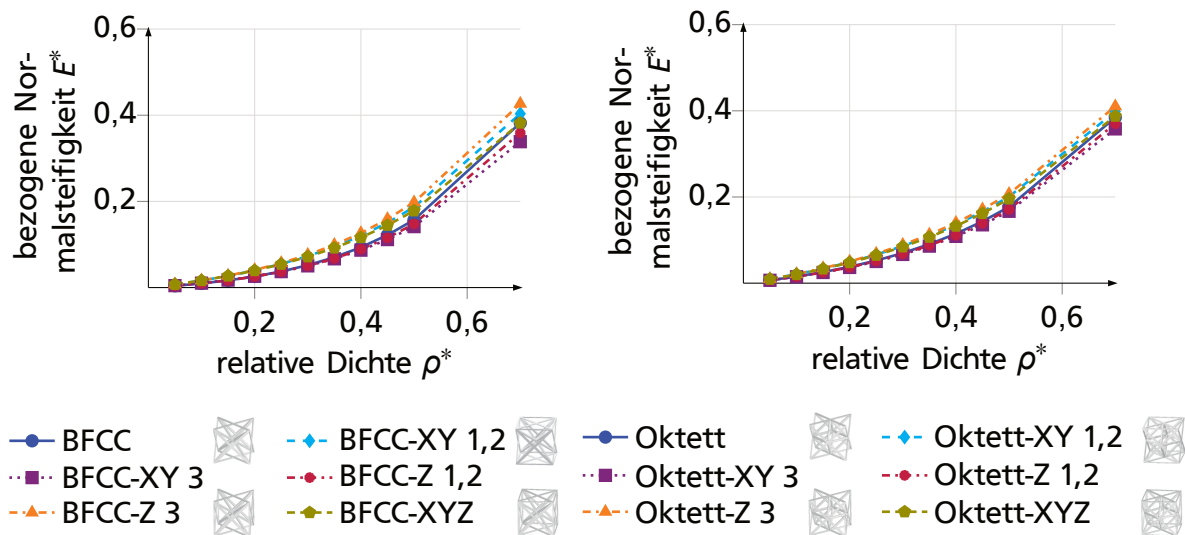 0,6
0,4
0,2
bezogene Nor-
malsteifigkeit E*
0,2
0,4
0,6
relative Dichte ρ*
0,6
0,4
0,2
bezogene Nor-
malsteifigkeit E*
0,2
0,4
0,6
relative Dichte ρ*
BFCC
BFCC-XY 1,2
Oktett
Oktett-XY 1,2
BFCC-XY 3
BFCC-Z 1,2
Oktett-XY 3
Oktett-Z 1,2
BFCC-Z 3
BFCC-XYZ
Oktett-Z 3
Oktett-XYZ